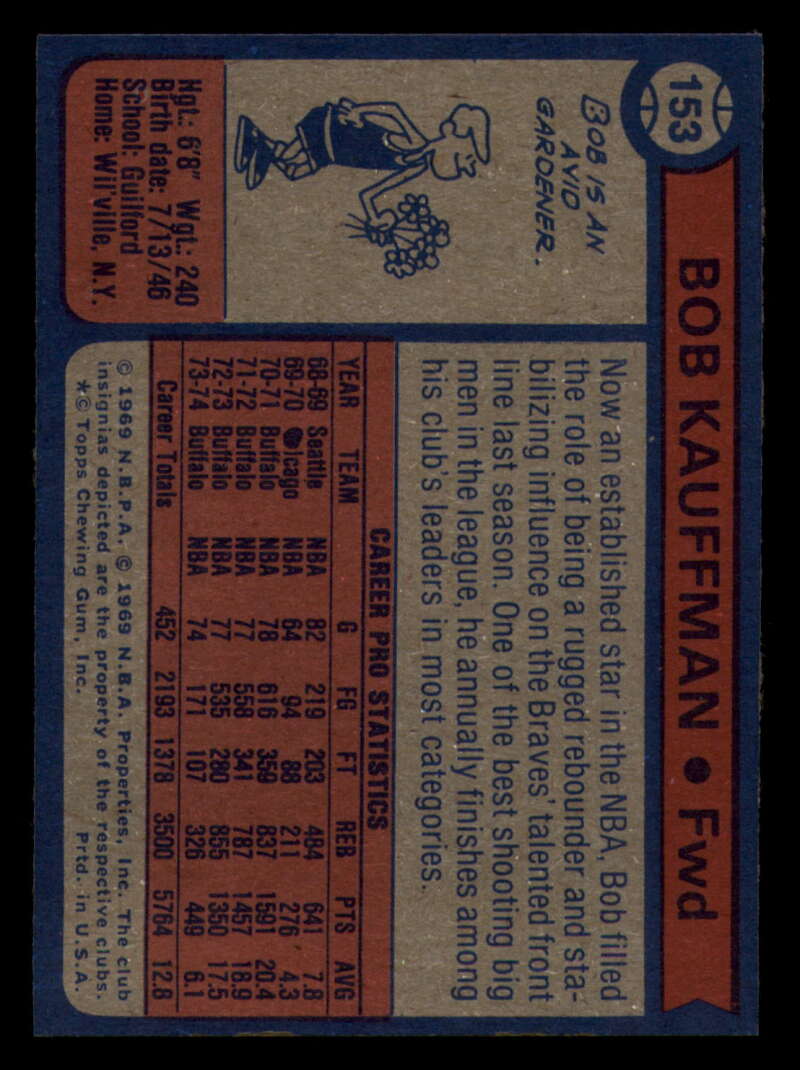 153
BOB KAUFFMAN • Fwd
BOB IS AN
AVID
GARDENER.
Hgt.: 6'8" Wgt.: 240
Birth date: 7/13/46
School: Guilford
Home: Wil'ville, N.Y.
Now an established star in the NBA, Bob filled
the role of being a rugged rebounder and sta-
bilizing influence on the Braves' talented front
line last season. One of the best shooting big
men in the league, he annually finishes among
his club's leaders in most categories.
CAREER PRO STATISTICS
YEAR TEAM G FG FT REB PTS AVG
68-69 Seattle NBA 82 219 203 484 641 7.8
69-70 NBA 64 94 88 211 276 4.3
70-71 Buffalo NBA 78 616 359 837 1591 20.4
71-72 Buffalo NBA 77 558 341 787 1457 18.9
72-73 Buffalo NBA 77 535 280 855 1350 17.5
73-74 Buffalo NBA 74 171 107 326 449 6.1
Career Totals 452 2193 1378 3500 5764 12.8
© 1969 N.B.P.A. © 1969 N.B.A. Properties, Inc. The club
insignias depicted are the property of the respective clubs.
*© Topps Chewing Gum, Inc. Prtd. in U.S.A.